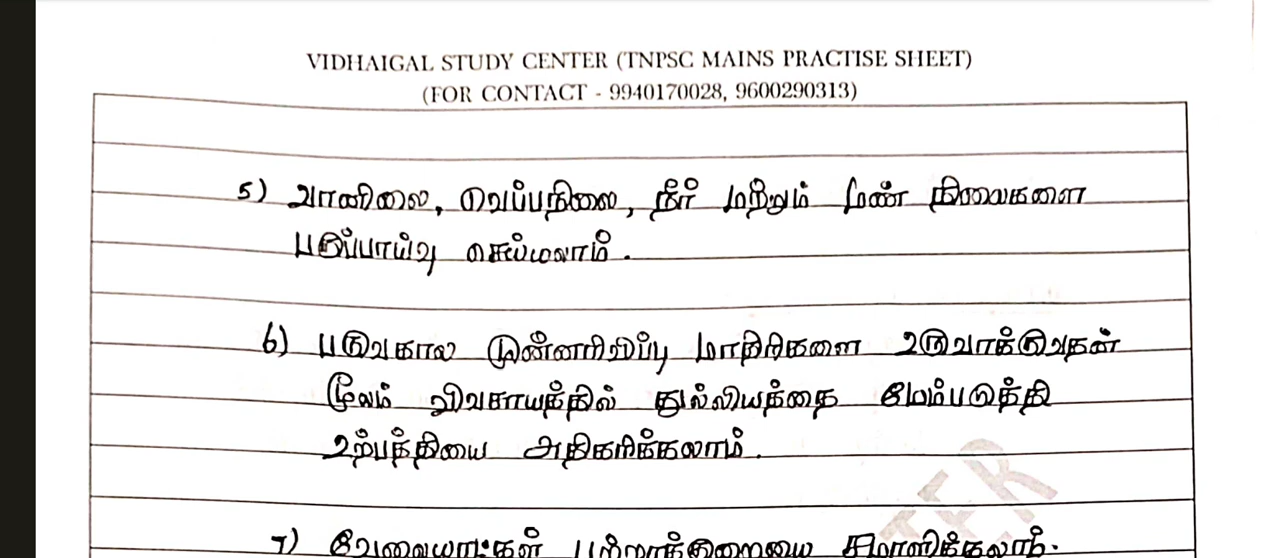 VIDHAIGAL STUDY CENTER (TNPSC MAINS PRACTISE SHEET)
(FOR CONTACT - 9940170028, 9600290313)
5) வானிலை, வெப்பநிலை, நீர் மற்றும் மண் நிலைகளை
பகுப்பாய்வு செய்யலாம்.
6) பருவகால முன்னறிவிப்பு மாதிரிகளை உருவாக்குவதன்
மூலம் விவசாயத்தில் துல்லியத்தை மேம்படுத்தி
உற்பத்தியை அதிகரிக்கலாம்.
7) வேலையாட்கள் பற்றாக்குறையை சமாளிக்கலாம்.